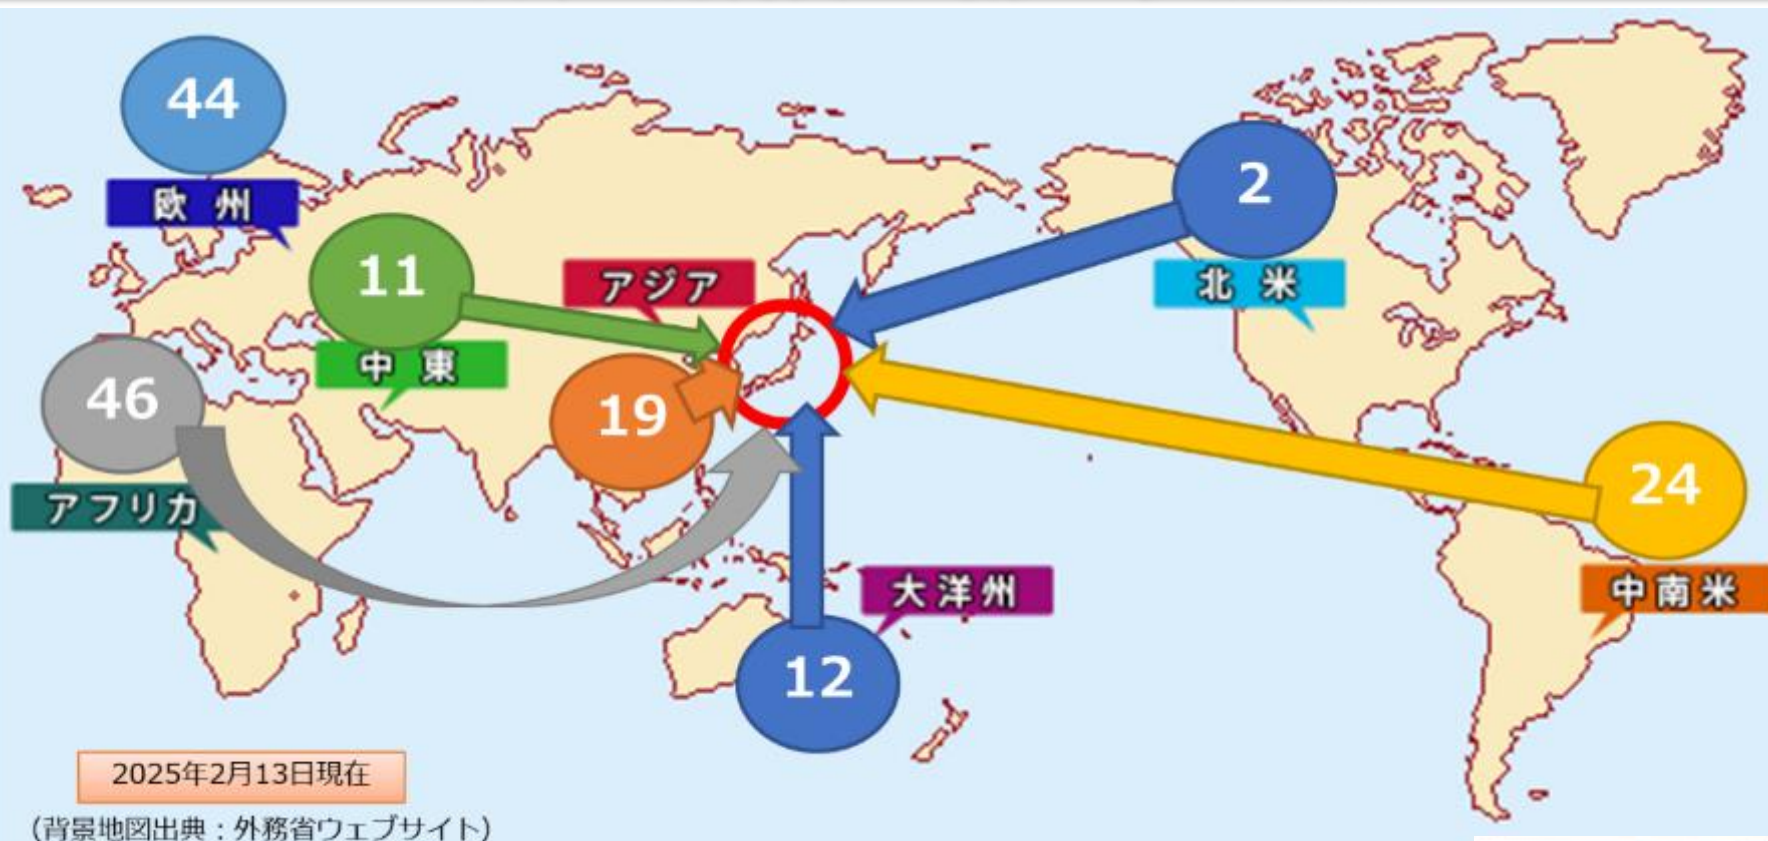 44
欧州
11
中東
アジア
2
北米
46
アフリカ
19
24
中南米
大洋州
12
2025年2月13日現在
（背景地図出典：外務省ウェブサイト）